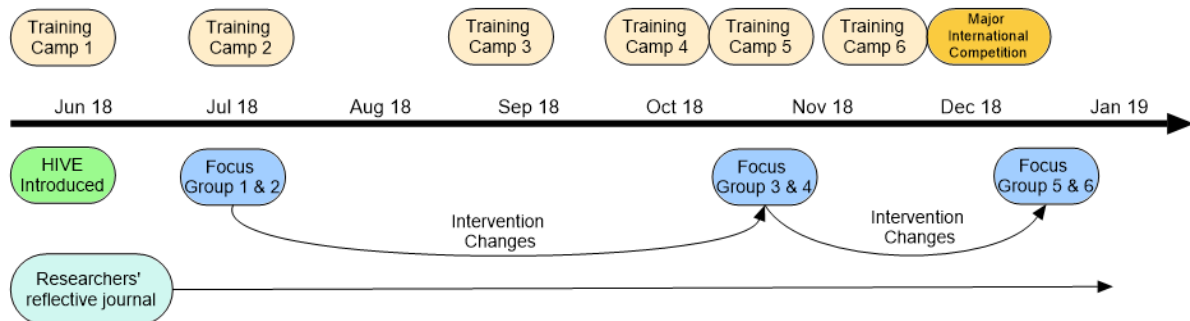 Training
Camp 1
Training
Camp 2
Training
Camp 3
Training
Camp 4
Training
Camp 5
Training
Camp 6
Major
International
Competition
Jun 18
Jul 18
Aug 18
Sep 18
Oct 18
Nov 18
Dec 18
Jan 19
HIVE
Introduced
Focus
Group 1 & 2
Focus
Group 3 & 4
Focus
Group 5 & 6
Intervention
Changes
Intervention
Changes
Researchers'
reflective journal